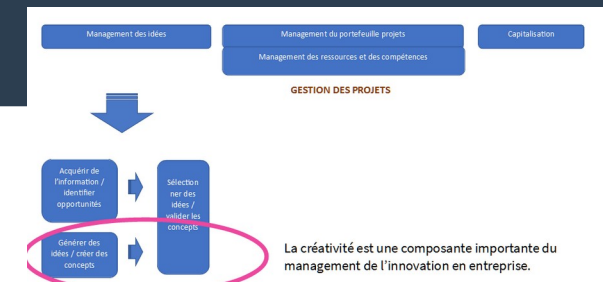 Management des idées
Management du portefeuille projets
Capitalisation
Management des ressources et des compétences
GESTION DES PROJETS
Acquérir de
l'information /
identifier
opportunités
Sélection
ner des
idées /
valider les
concepts
Générer des
idées / créer des
concepts
La créativité est une composante importante du
management de l'innovation en entreprise.